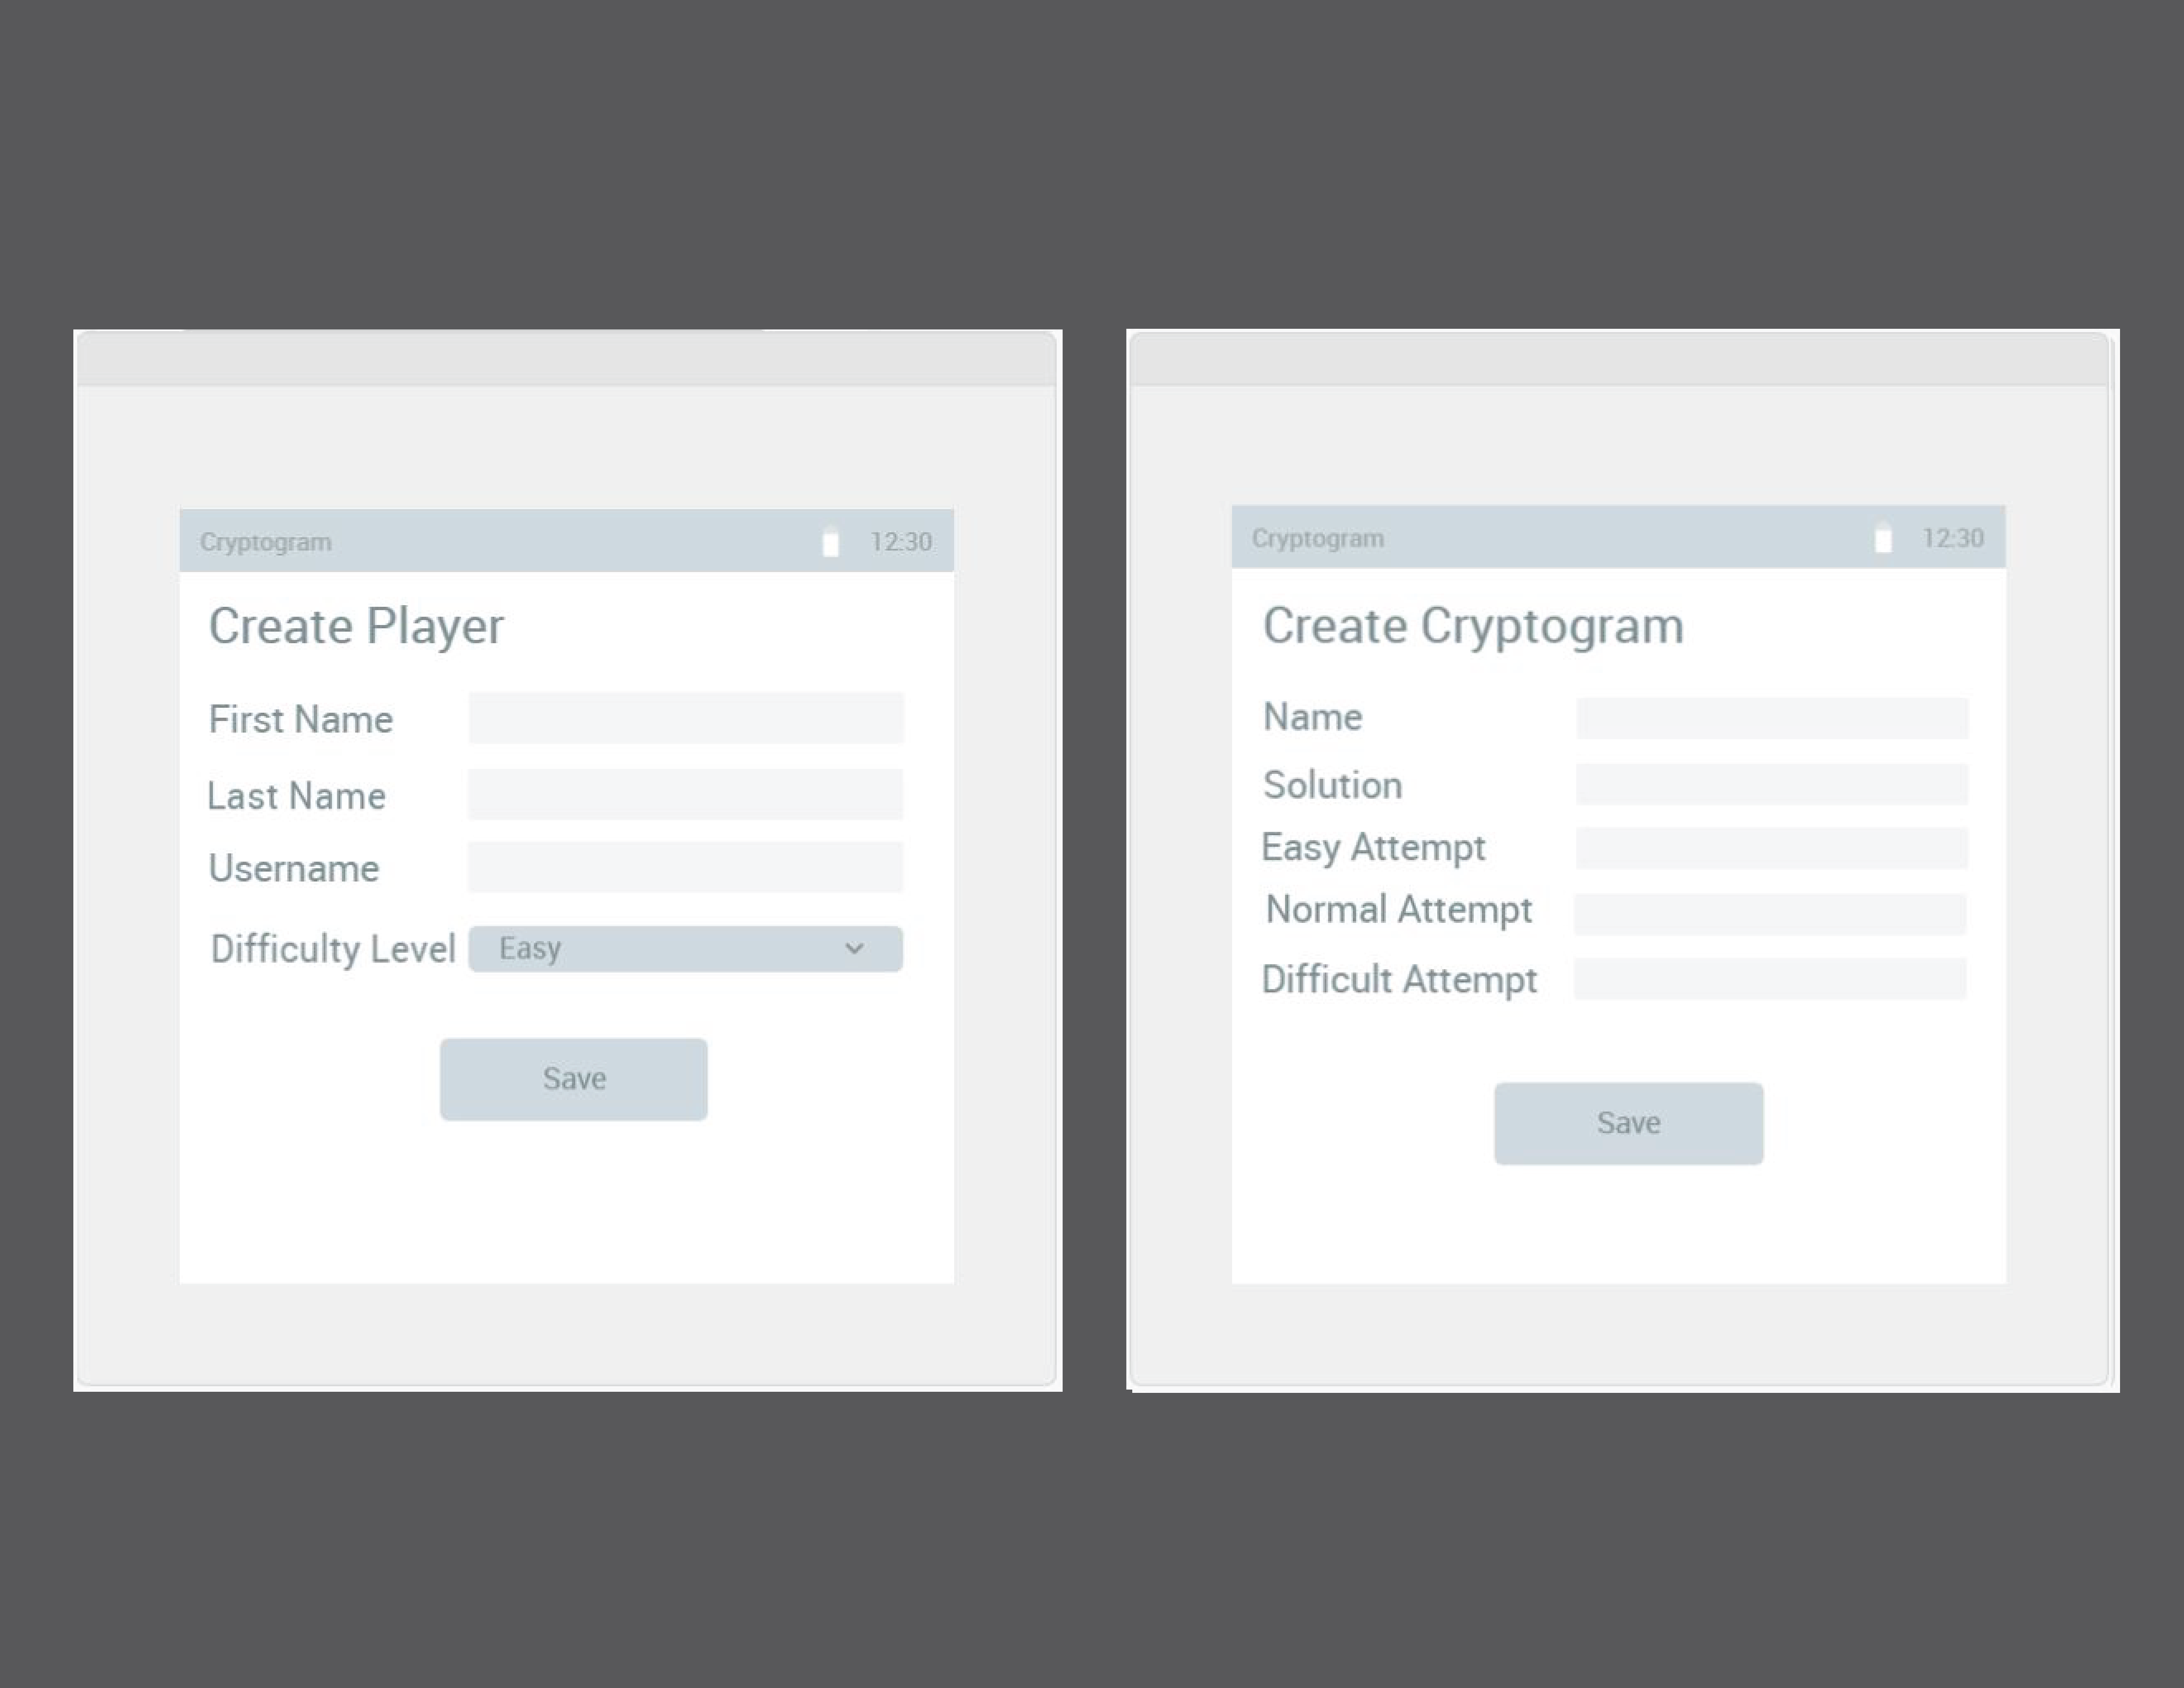 Cryptogram 12:30
Create Player
First Name
Last Name
Username
Difficulty Level Easy
Save
Cryptogram 12:30
Create Cryptogram
Name
Solution
Easy Attempt
Normal Attempt
Difficult Attempt
Save